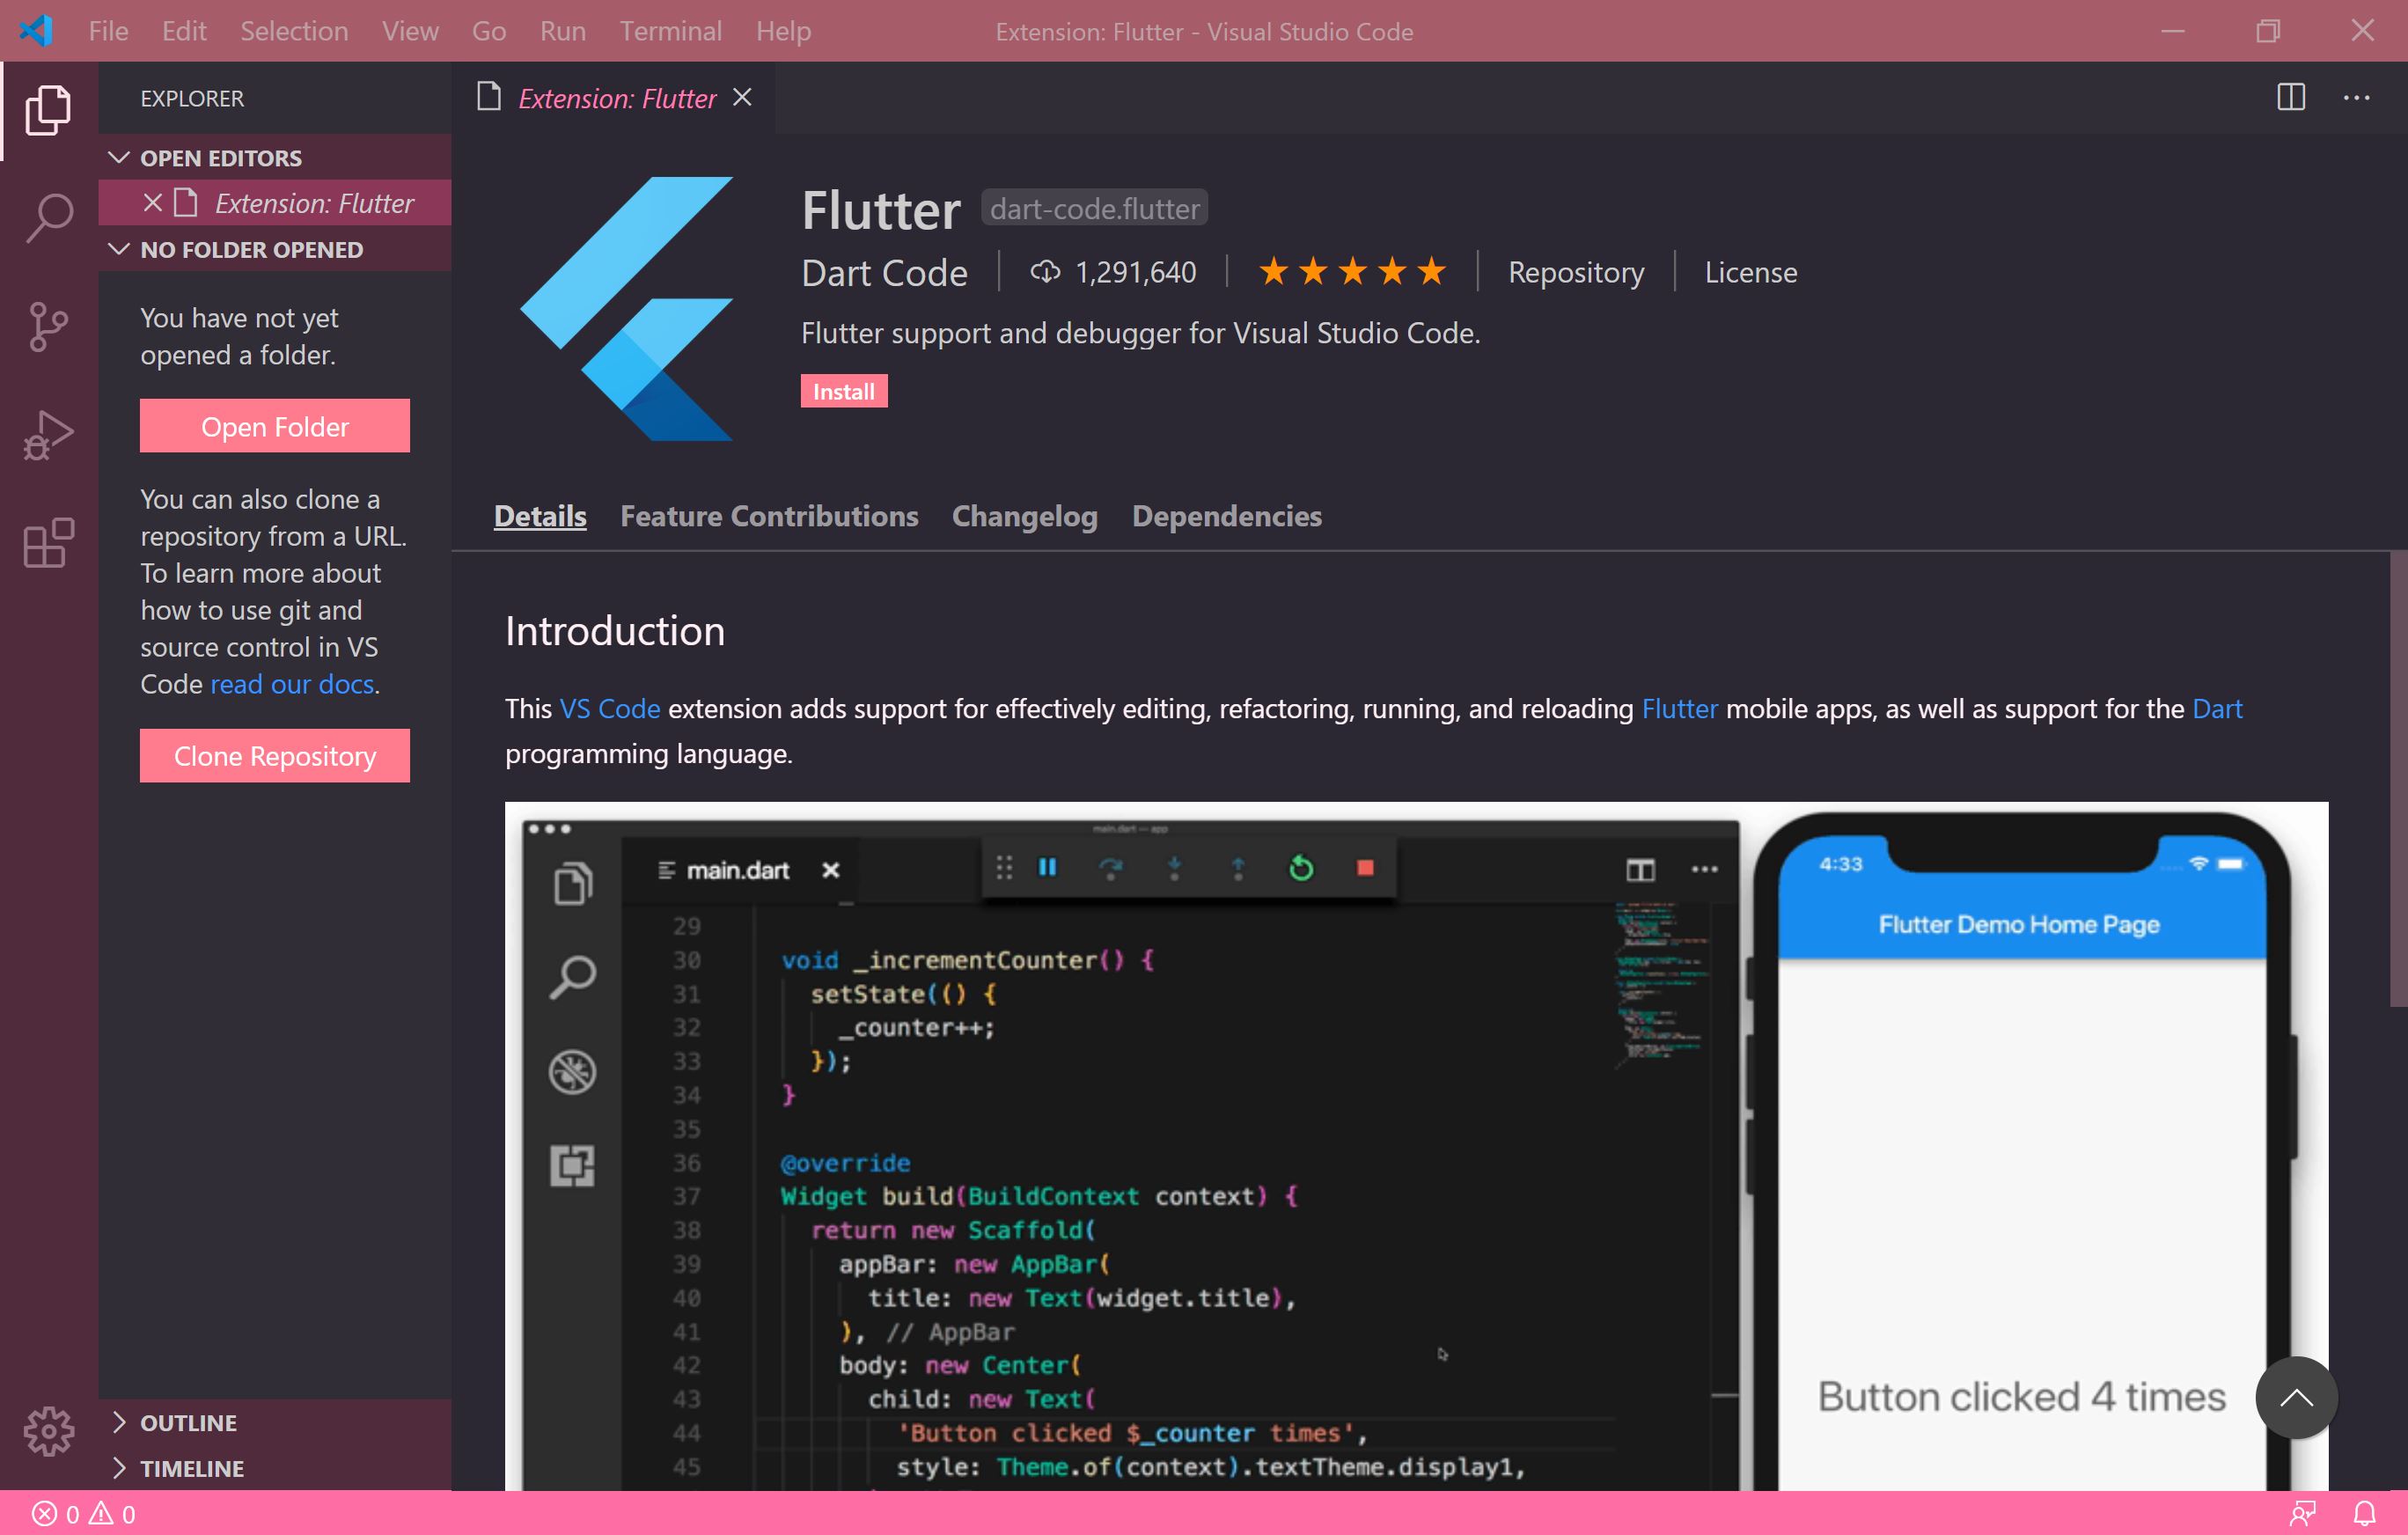 File Edit Selection View Go Run Terminal Help
Extension: Flutter - Visual Studio Code
EXPLORER
OPEN EDITORS
Extension: Flutter
NO FOLDER OPENED
You have not yet
opened a folder.
Open Folder
You can also clone a
repository from a URL.
To learn more about
how to use git and
source control in VS
Code read our docs.
Clone Repository
OUTLINE
TIMELINE
Extension: Flutter
Flutter dart-code.flutter
Dart Code 1,291,640 Repository License
Flutter support and debugger for Visual Studio Code.
Install
Details Feature Contributions Changelog Dependencies
Introduction
This VS Code extension adds support for effectively editing, refactoring, running, and reloading Flutter mobile apps, as well as support for the Dart
programming language.
main.dart — app
main.dart
29
30 void _incrementCounter() {
31 setState(() {
32 _counter++;
33 });
34 }
35
36 @override
37 Widget build(BuildContext context) {
38 return new Scaffold(
39 appBar: new AppBar(
40 title: new Text(widget.title),
41 ), // AppBar
42 body: new Center(
43 child: new Text(
44 'Button clicked $_counter times',
45 style: Theme.of(context).textTheme.display1,
4:33
Flutter Demo Home Page
Button clicked 4 times
0 0